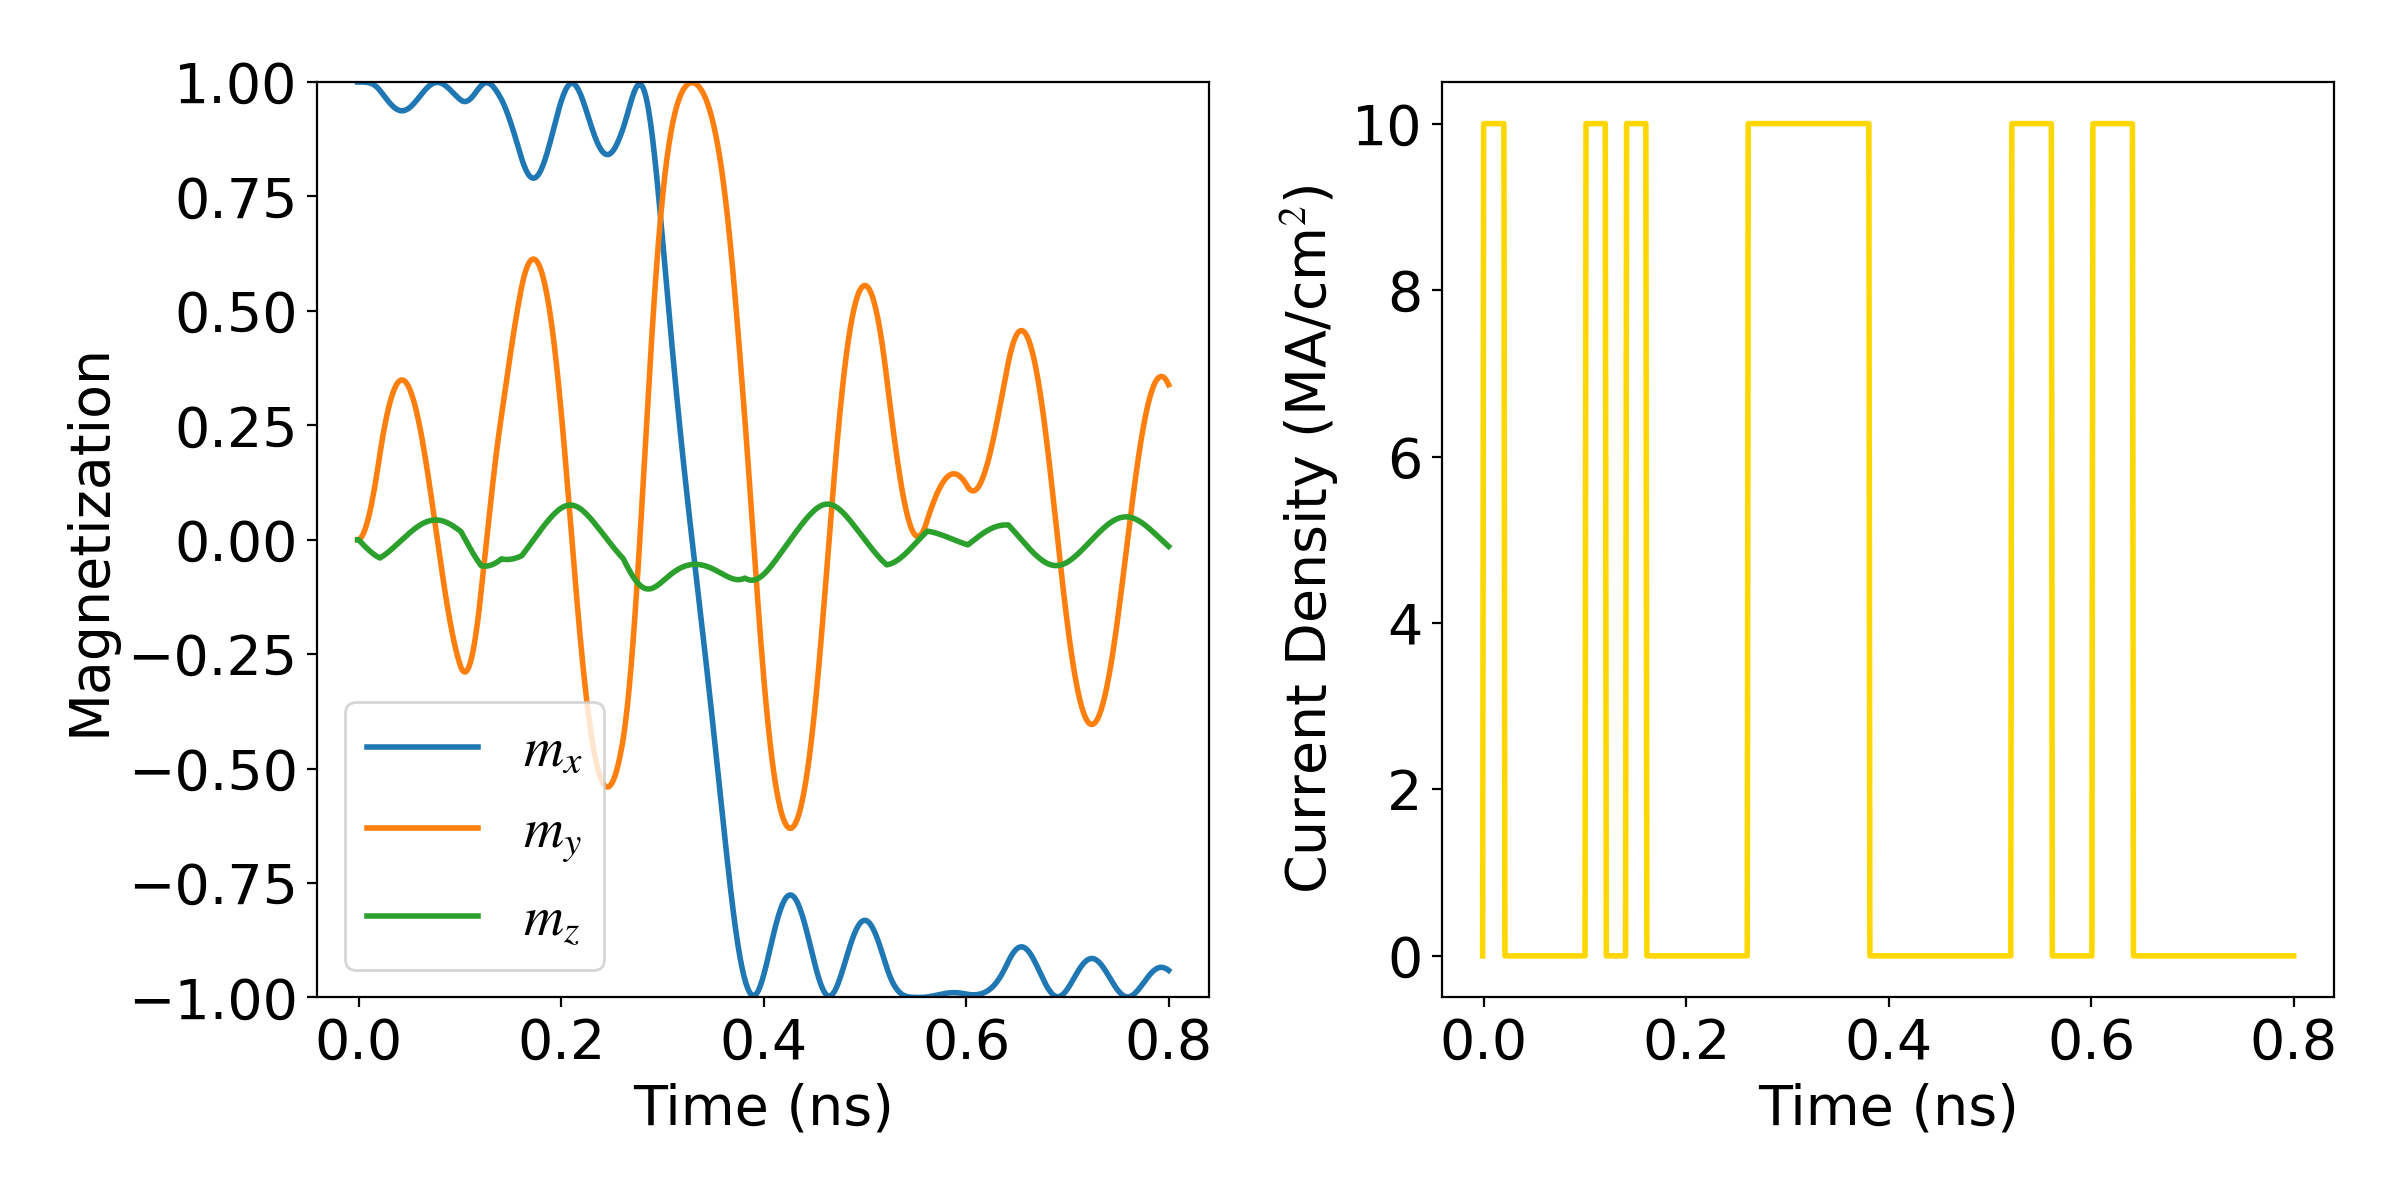 1.00
0.75
0.50
0.25
0.00
−0.25
−0.50
−0.75
−1.00
Magnetization
m_x
m_y
m_z
0.0 0.2 0.4 0.6 0.8
Time (ns)
10
8
6
4
2
0
Current Density (MA/cm²)
0.0 0.2 0.4 0.6 0.8
Time (ns)